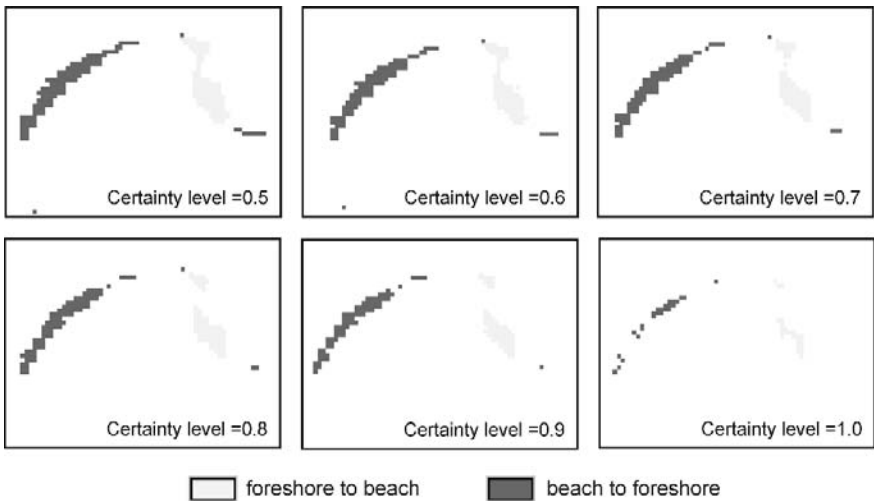 Certainty level =0.5
Certainty level =0.6
Certainty level =0.7
Certainty level =0.8
Certainty level =0.9
Certainty level =1.0
foreshore to beach
beach to foreshore